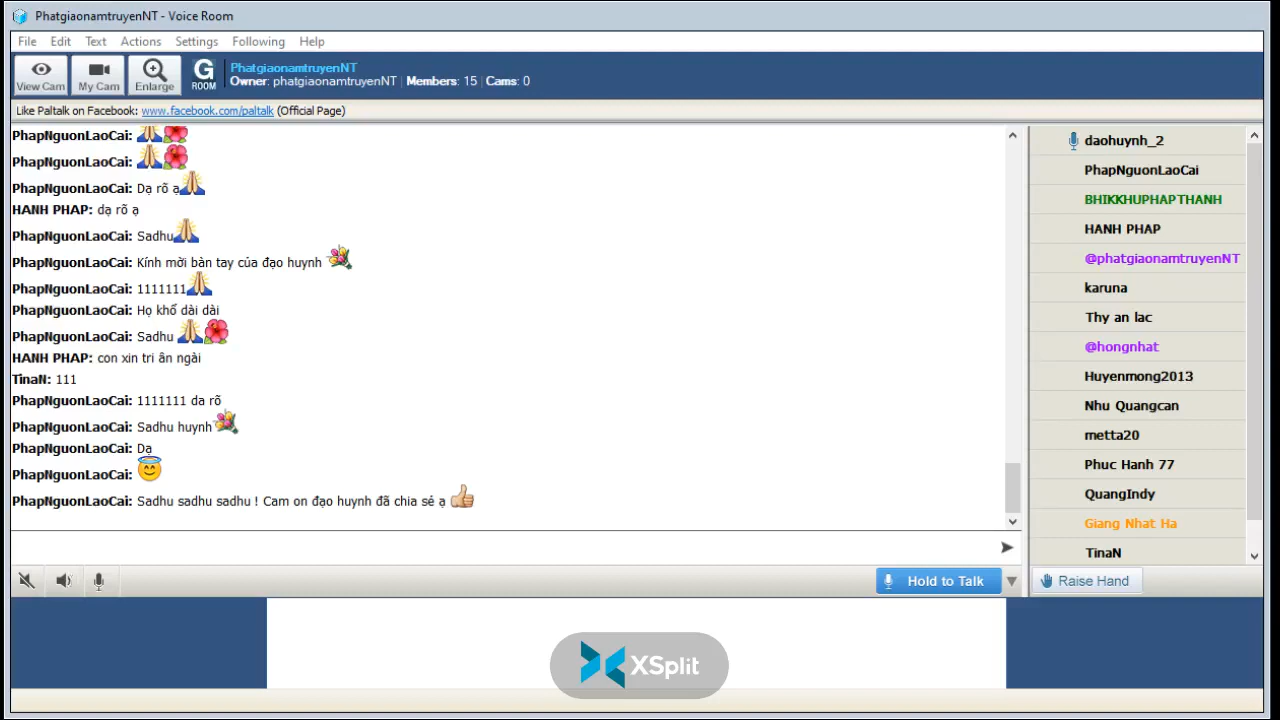 PhatgiaonamtruyenNT - Voice Room
File Edit Text Actions Settings Following Help
View Cam My Cam Enlarge G ROOM
PhatgiaonamtruyenNT
Owner: phatgiaonamtruyenNT | Members: 15 | Cams: 0
Like Paltalk on Facebook: www.facebook.com/paltalk (Official Page)
PhapNguonLaoCai:
PhapNguonLaoCai:
PhapNguonLaoCai: Dạ rõ ạ
HANH PHAP: dạ rõ ạ
PhapNguonLaoCai: Sadhu
PhapNguonLaoCai: Kính mời bàn tay của đạo huynh
PhapNguonLaoCai: 1111111
PhapNguonLaoCai: Họ khổ dài dài
PhapNguonLaoCai: Sadhu
HANH PHAP: con xin tri ân ngài
TinaN: 111
PhapNguonLaoCai: 1111111 da rõ
PhapNguonLaoCai: Sadhu huynh
PhapNguonLaoCai: Dạ
PhapNguonLaoCai:
PhapNguonLaoCai: Sadhu sadhu sadhu ! Cam on đạo huynh đã chia sé ạ
Hold to Talk
daohuynh_2
PhapNguonLaoCai
BHIKKHUPHAPTHANH
HANH PHAP
@phatgiaonamtruyenNT
karuna
Thy an lac
@hongnhat
Huyenmong2013
Nhu Quangcan
metta20
Phuc Hanh 77
QuangIndy
Giang Nhat Ha
TinaN
Raise Hand
XSplit